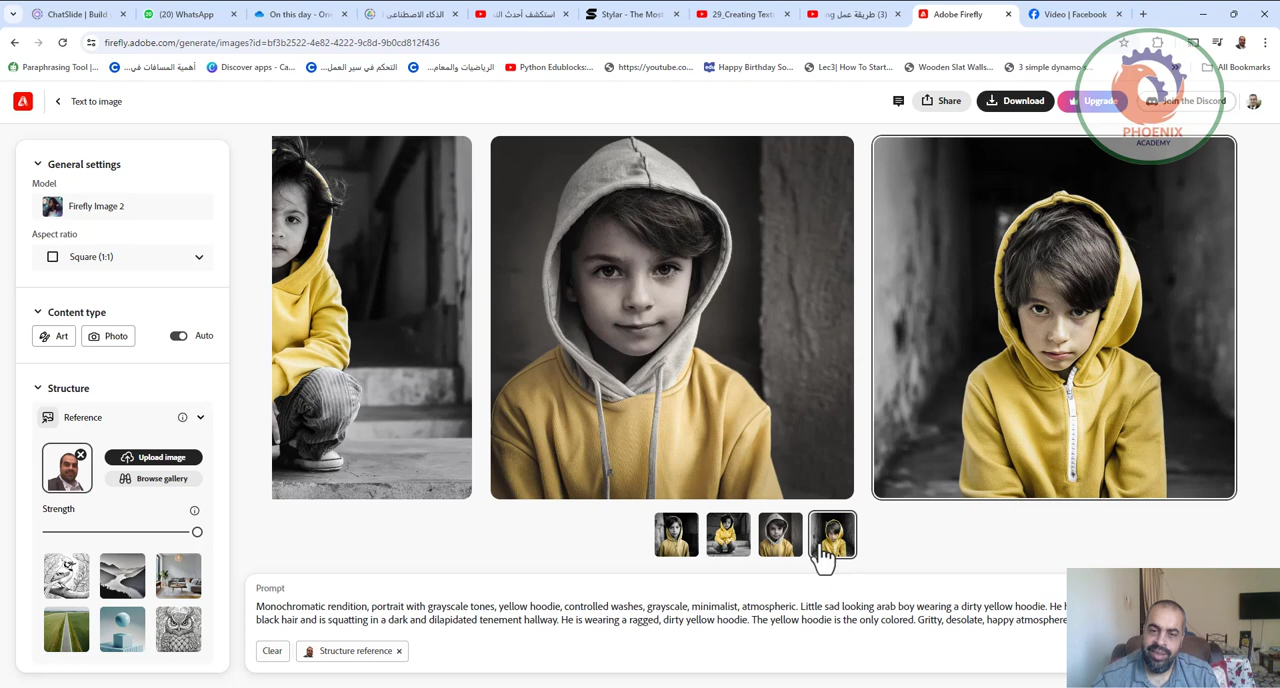 ChatSlide | Build
(20) WhatsApp
On this day - On
الذكاء الاصطناعي
استكشف أحدث الـ
Stylar - The Most
29_Creating Text
(3) طريقة عمل
Adobe Firefly
Video | Facebook
firefly.adobe.com/generate/images?id=bf3b2522-4e82-4222-9c8d-9b0cd812f436
Paraphrasing Tool |...
أهمية المسافات في...
Discover apps - Ca...
التحكم في سير العمل...
الرياضيات والمتغير
Python Edublocks:...
https://youtube.co...
Happy Birthday So...
Lec3| How To Start...
Wooden Slat Walls...
3 simple dynamo
All Bookmarks
Text to image
Share
Download
Upgrade
Join the Discord
PHOENIX
ACADEMY
General settings
Model
Firefly Image 2
Aspect ratio
Square (1:1)
Content type
Art
Photo
Auto
Structure
Reference
Upload image
Browse gallery
Strength
Prompt
Monochromatic rendition, portrait with grayscale tones, yellow hoodie, controlled washes, grayscale, minimalist, atmospheric. Little sad looking arab boy wearing a dirty yellow hoodie. He
black hair and is squatting in a dark and dilapidated tenement hallway. He is wearing a ragged, dirty yellow hoodie. The yellow hoodie is the only colored. Gritty, desolate, happy atmosphere
Clear
Structure reference